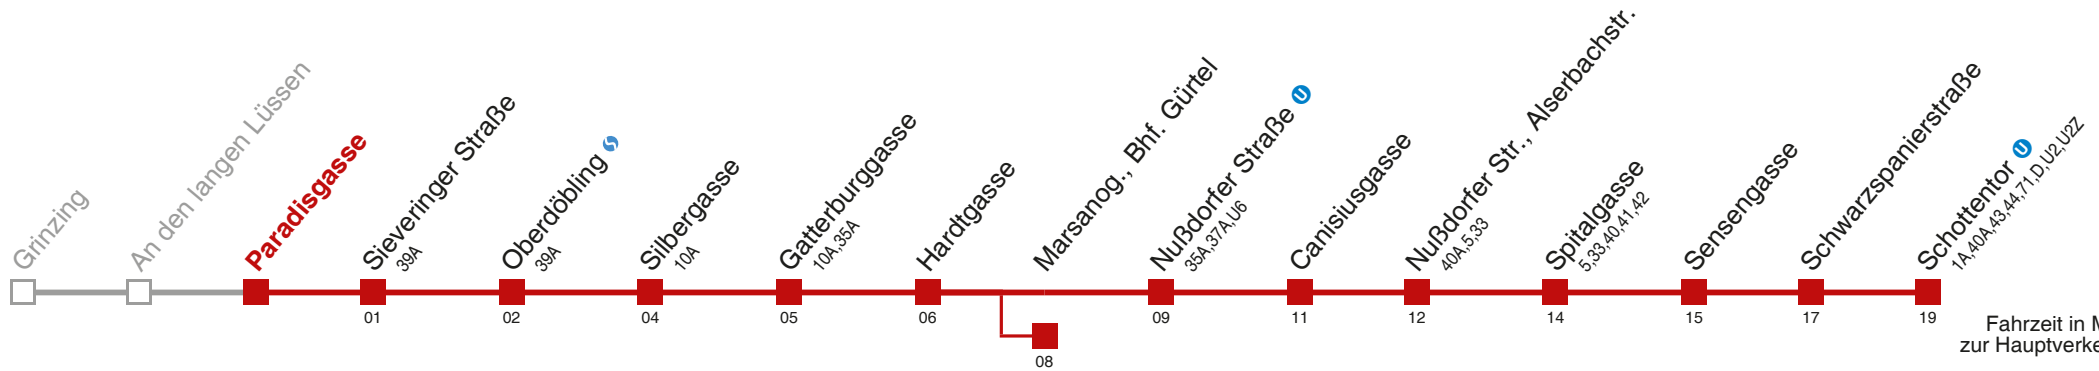 Grinzing
An den langen Lüssen
Paradisgasse
Sieveringer Straße
39A
Oberdöbling
39A
Silbergasse
10A
Gatterburggasse
10A,35A
Hardtgasse
Marsanog., Bhf. Gürtel
Nußdorfer Straße U
35A,37A,U6
Canisiusgasse
Nußdorfer Str., Alserbachstr.
40A,5,33
Spitalgasse
5,33,40,41,42
Sensengasse
Schwarzspanierstraße
Schottentor U
1A,40A,43,44,71,D,U2,U2Z
01 02 04 05 06 09 11 12 14 15 17 19
08
Fahrzeit in
zur